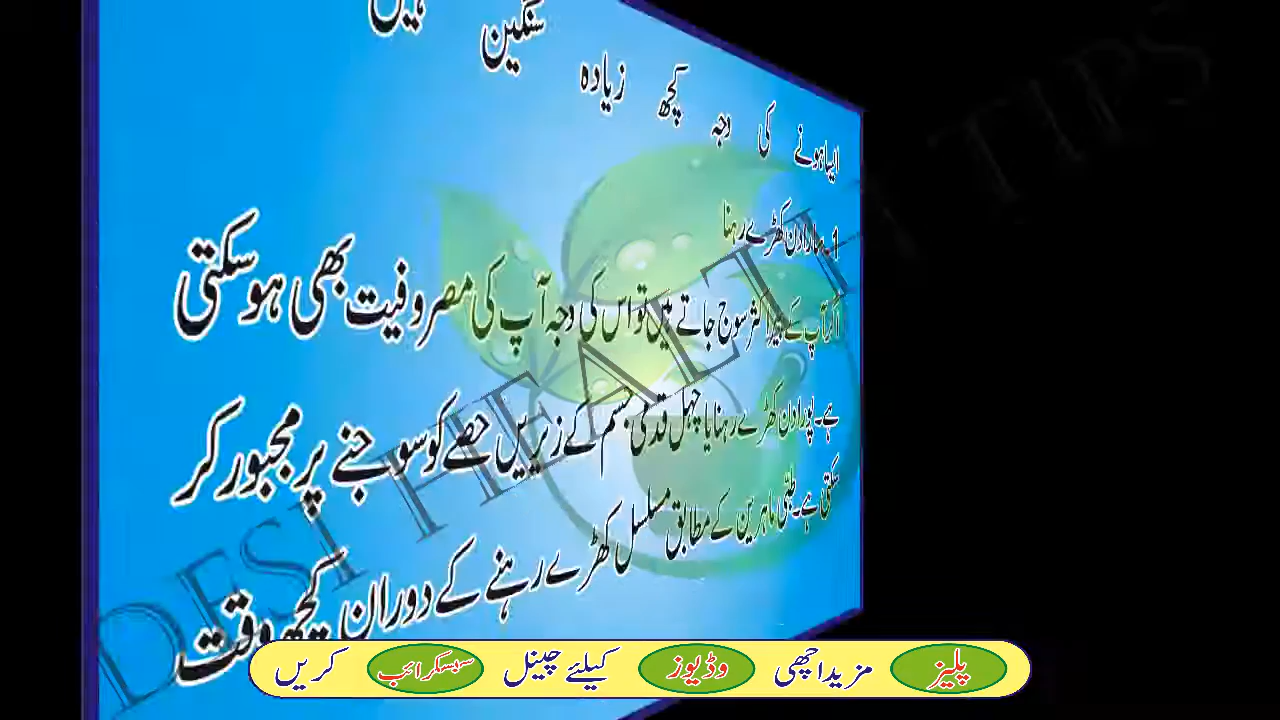 ایسا ہونے کی وجہ کچھ زیادہ سنگین ہیں
1. سارا دن کھڑے رہنا
اگر آپ کے پیر اکثر سوج جاتے ہیں تو اس کی وجہ آپ کی مصروفیت بھی ہو سکتی
ہے۔ پورا دن کھڑے رہنا یا چہل قدمی جسم کے زیریں حصے کو سوجنے پر مجبور کر
سکتی ہے۔ طبی ماہرین کے مطابق مسلسل کھڑے رہنے کے دوران کچھ وقت
DESI HEALTH TIPS
پلیز مزید اچھی وڈیوز کیلئے چینل سبسکرائب کریں